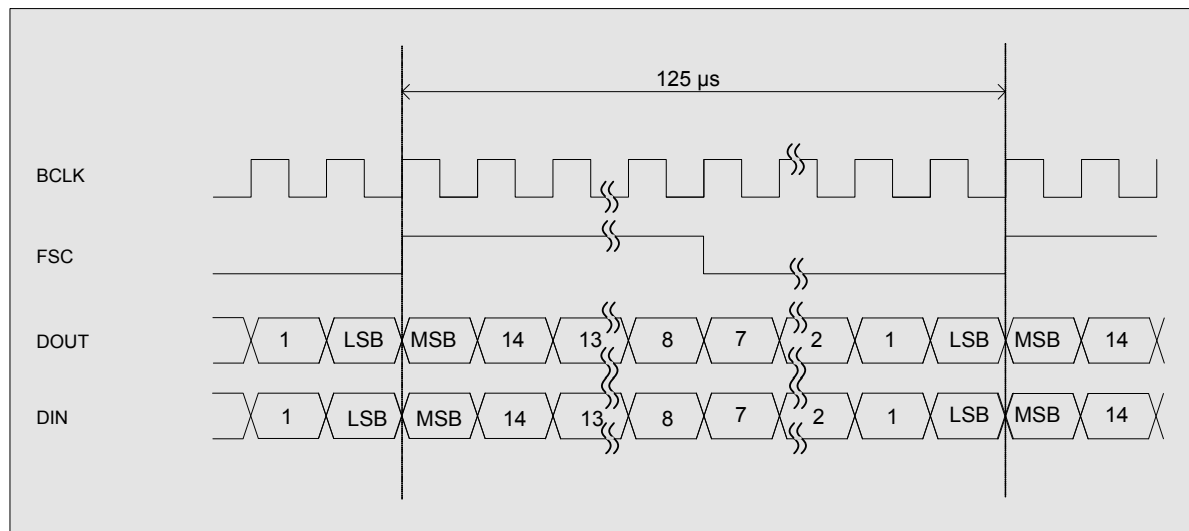 125 µs
BCLK
FSC
DOUT 1 LSB MSB 14 13 8 7 2 1 LSB MSB 14
DIN 1 LSB MSB 14 13 8 7 2 1 LSB MSB 14